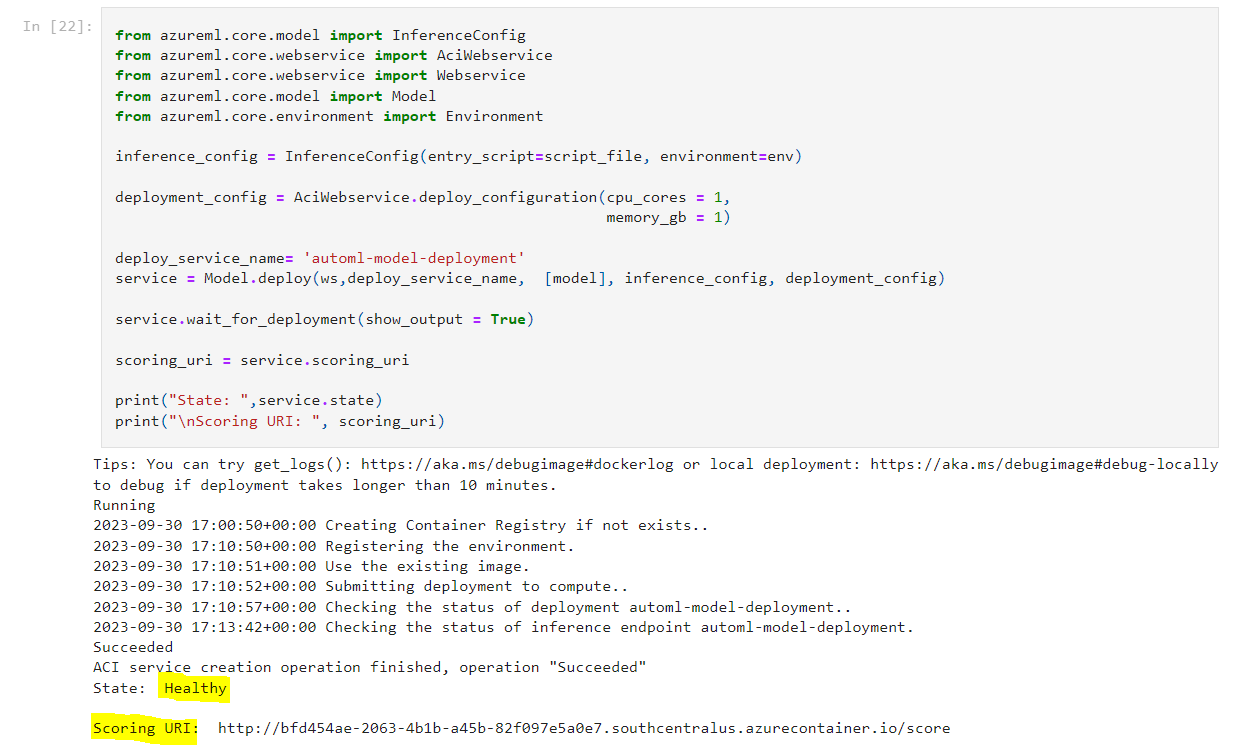 In [22]:
from azureml.core.model import InferenceConfig
from azureml.core.webservice import AciWebservice
from azureml.core.webservice import Webservice
from azureml.core.model import Model
from azureml.core.environment import Environment
inference_config = InferenceConfig(entry_script=script_file, environment=env)
deployment_config = AciWebservice.deploy_configuration(cpu_cores = 1,
memory_gb = 1)
deploy_service_name= 'automl-model-deployment'
service = Model.deploy(ws,deploy_service_name,  [model], inference_config, deployment_config)
service.wait_for_deployment(show_output = True)
scoring_uri = service.scoring_uri
print("State: ",service.state)
print("\nScoring URI: ", scoring_uri)
Tips: You can try get_logs(): https://aka.ms/debugimage#dockerlog or local deployment: https://aka.ms/debugimage#debug-locally
to debug if deployment takes longer than 10 minutes.
Running
2023-09-30 17:00:50+00:00 Creating Container Registry if not exists..
2023-09-30 17:10:50+00:00 Registering the environment.
2023-09-30 17:10:51+00:00 Use the existing image.
2023-09-30 17:10:52+00:00 Submitting deployment to compute..
2023-09-30 17:10:57+00:00 Checking the status of deployment automl-model-deployment..
2023-09-30 17:13:42+00:00 Checking the status of inference endpoint automl-model-deployment.
Succeeded
ACI service creation operation finished, operation "Succeeded"
State:  Healthy
Scoring URI:  http://bfd454ae-2063-4b1b-a45b-82f097e5a0e7.southcentralus.azurecontainer.io/score